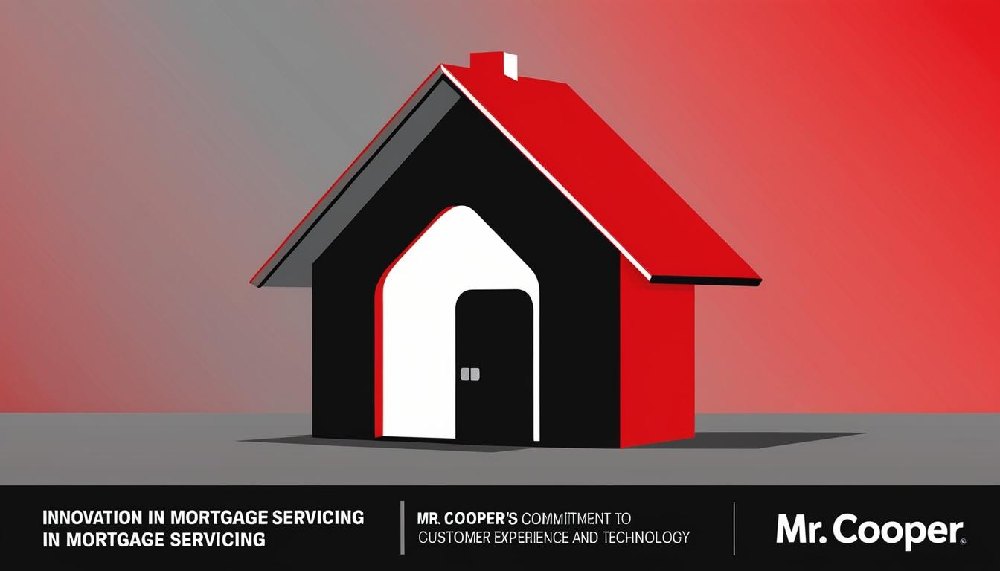 INNOVATION IN MORTGAGE SERVICING
IN MORTGAGE SERVICING
MR. COOPER'S COMMITMENT TO
CUSTOMER EXPERIENCE AND TECHNOLOGY
Mr. Cooper®